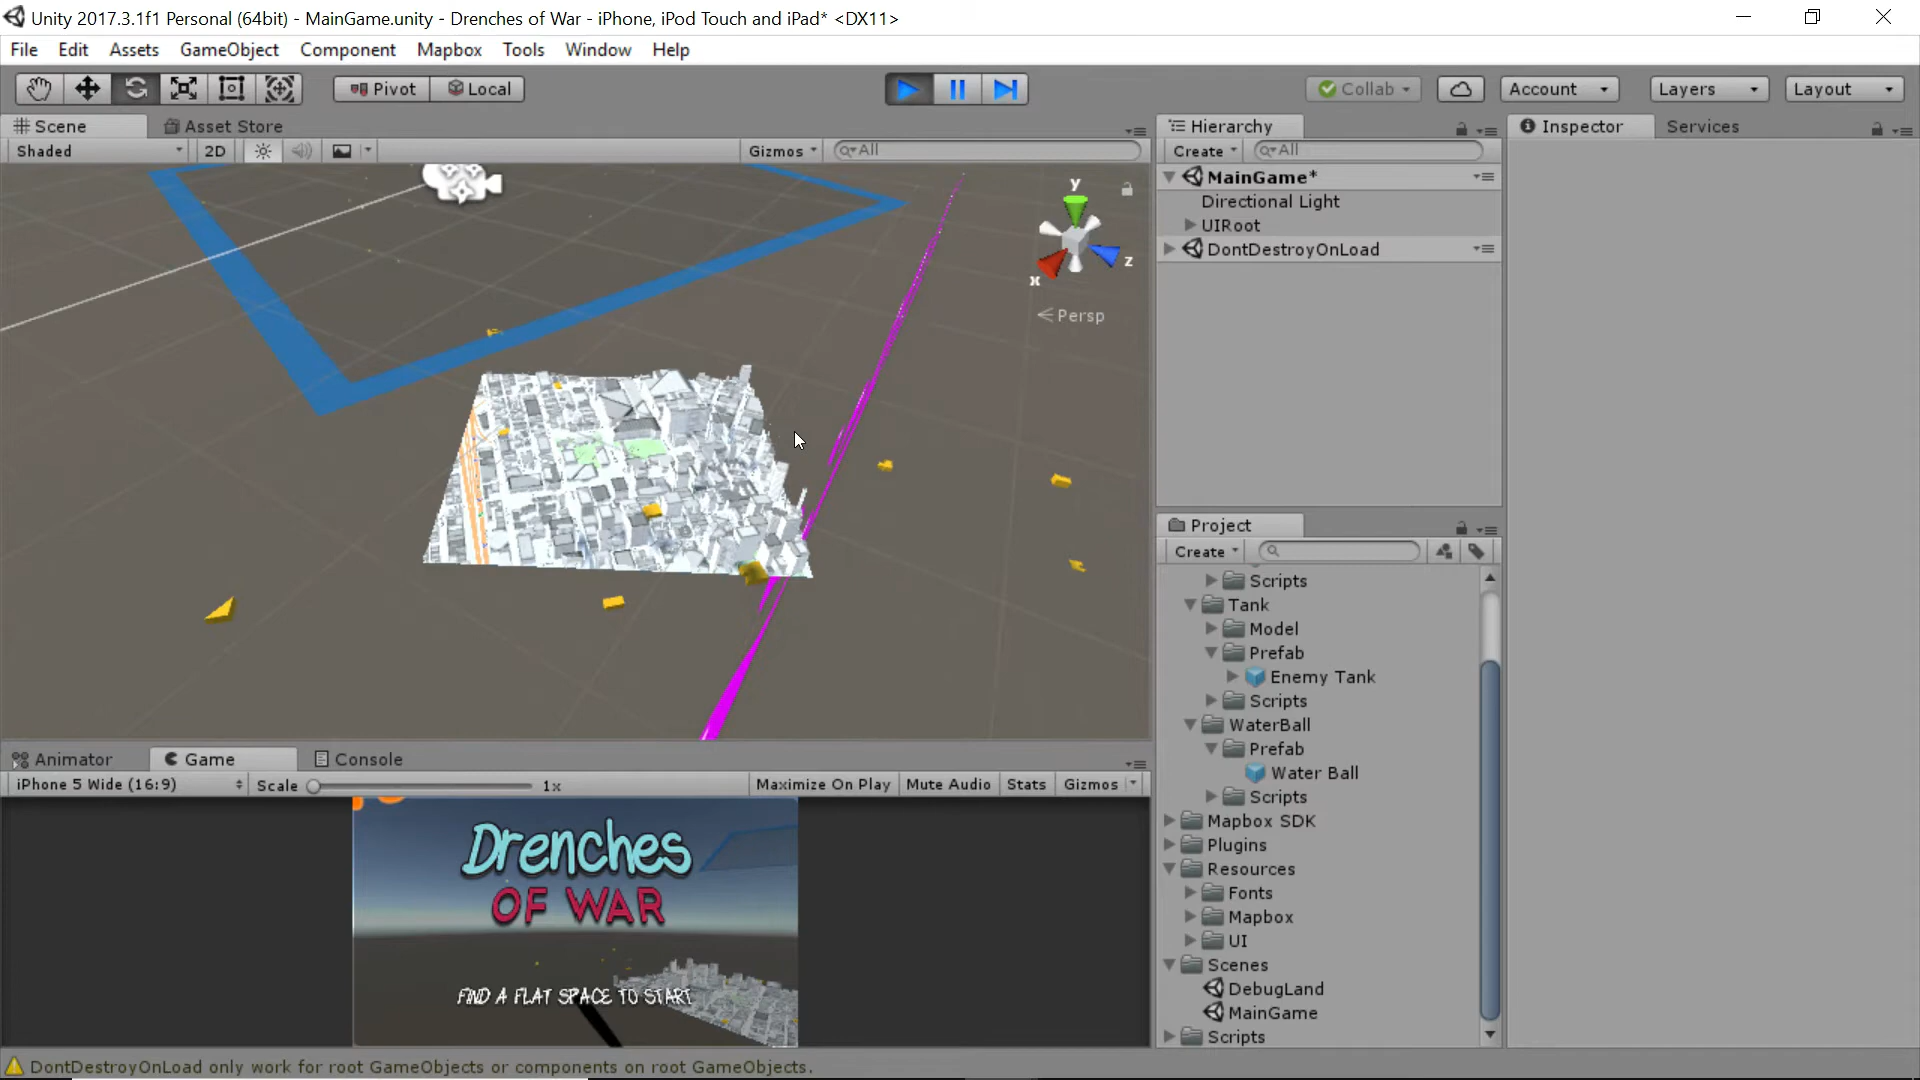 Unity 2017.3.1f1 Personal (64bit) - MainGame.unity - Drenches of War - iPhone, iPod Touch and iPad* <DX11>
File Edit Assets GameObject Component Mapbox Tools Window Help
Pivot Local Collab Account Layers Layout
Scene Asset Store
Shaded 2D Gizmos All
y
x
z
Persp
Hierarchy
Create All
MainGame*
Directional Light
UIRoot
DontDestroyOnLoad
Inspector Services
Project
Create
Scripts
Tank
Model
Prefab
Enemy Tank
Scripts
WaterBall
Prefab
Water Ball
Scripts
Mapbox SDK
Plugins
Resources
Fonts
Mapbox
UI
Scenes
DebugLand
MainGame
Scripts
Animator Game Console
iPhone 5 Wide (16:9) Scale 1x Maximize On Play Mute Audio Stats Gizmos
Drenches
OF WAR
FIND A FLAT SPACE TO START
DontDestroyOnLoad only work for root GameObjects or components on root GameObjects.